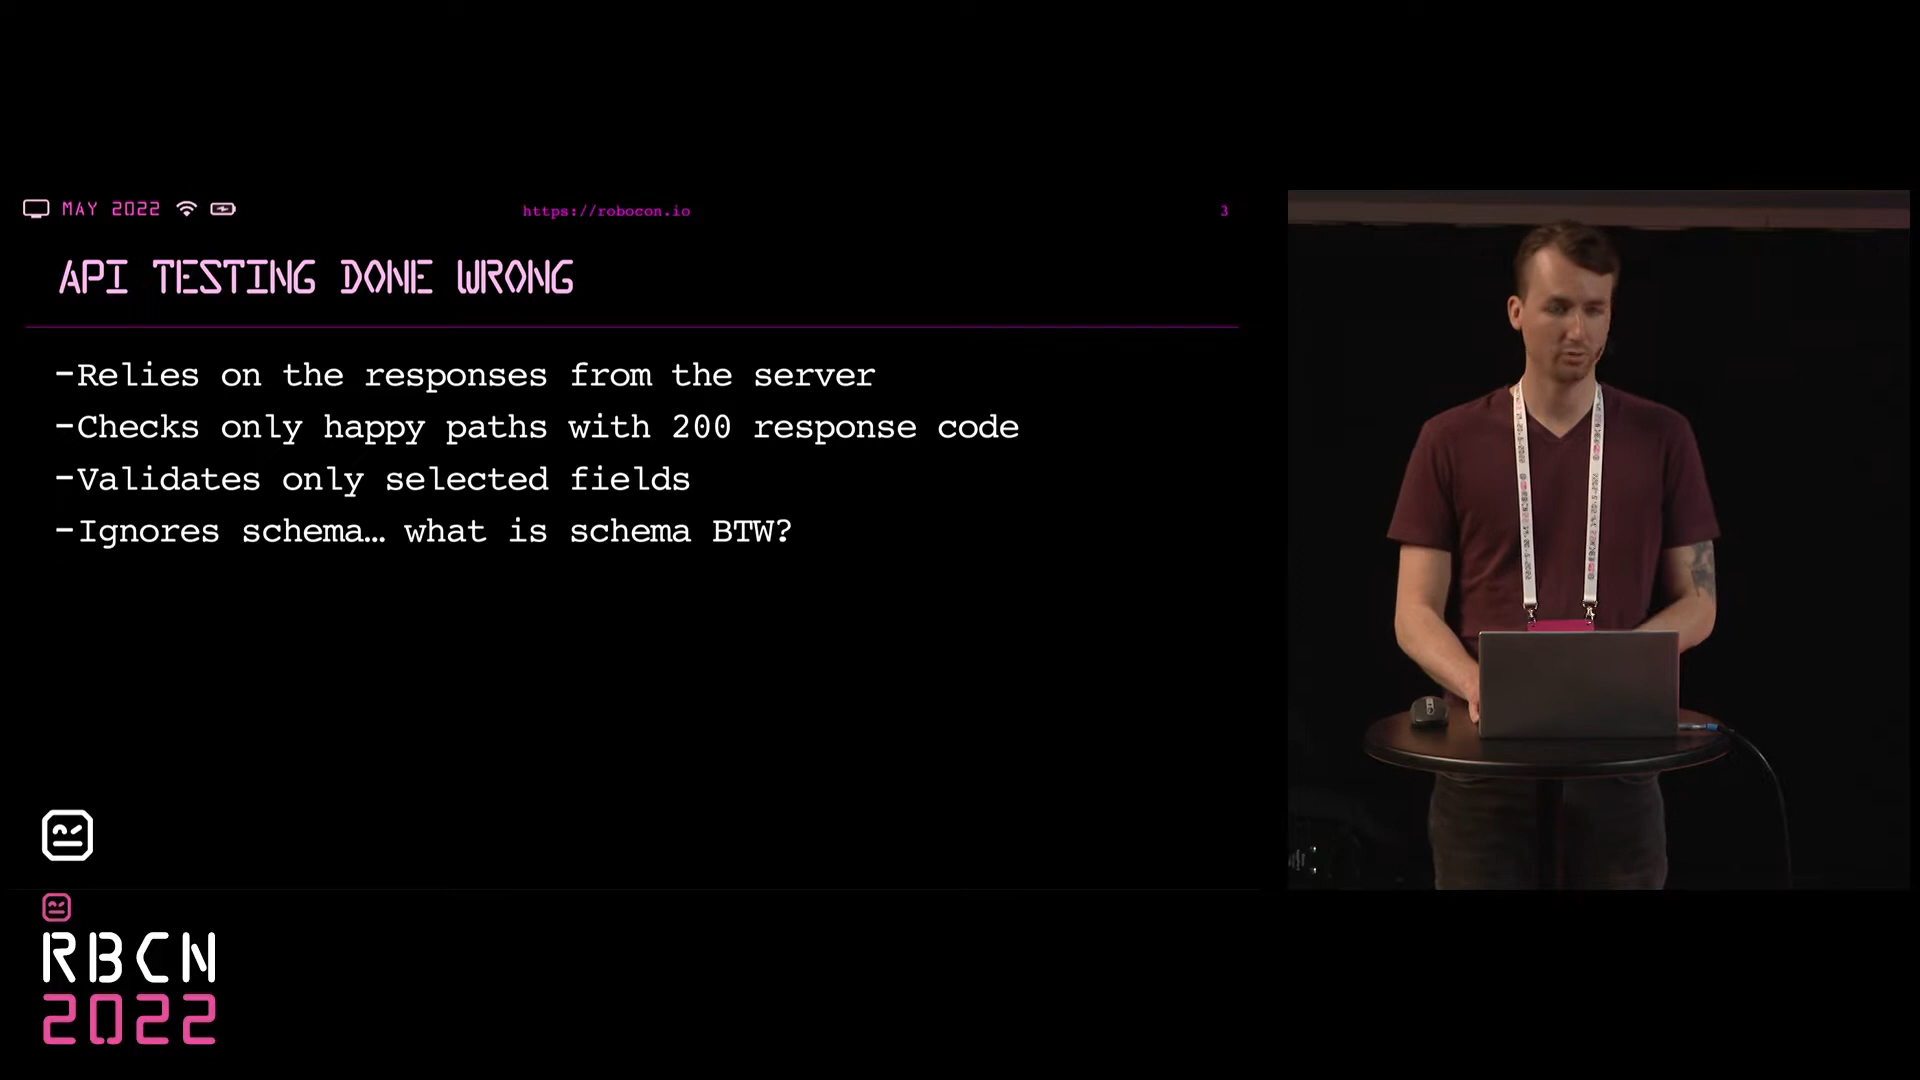 MAY 2022
https://robocon.io
3
API TESTING DONE WRONG
-Relies on the responses from the server
-Checks only happy paths with 200 response code
-Validates only selected fields
-Ignores schema… what is schema BTW?
RBCN
2022